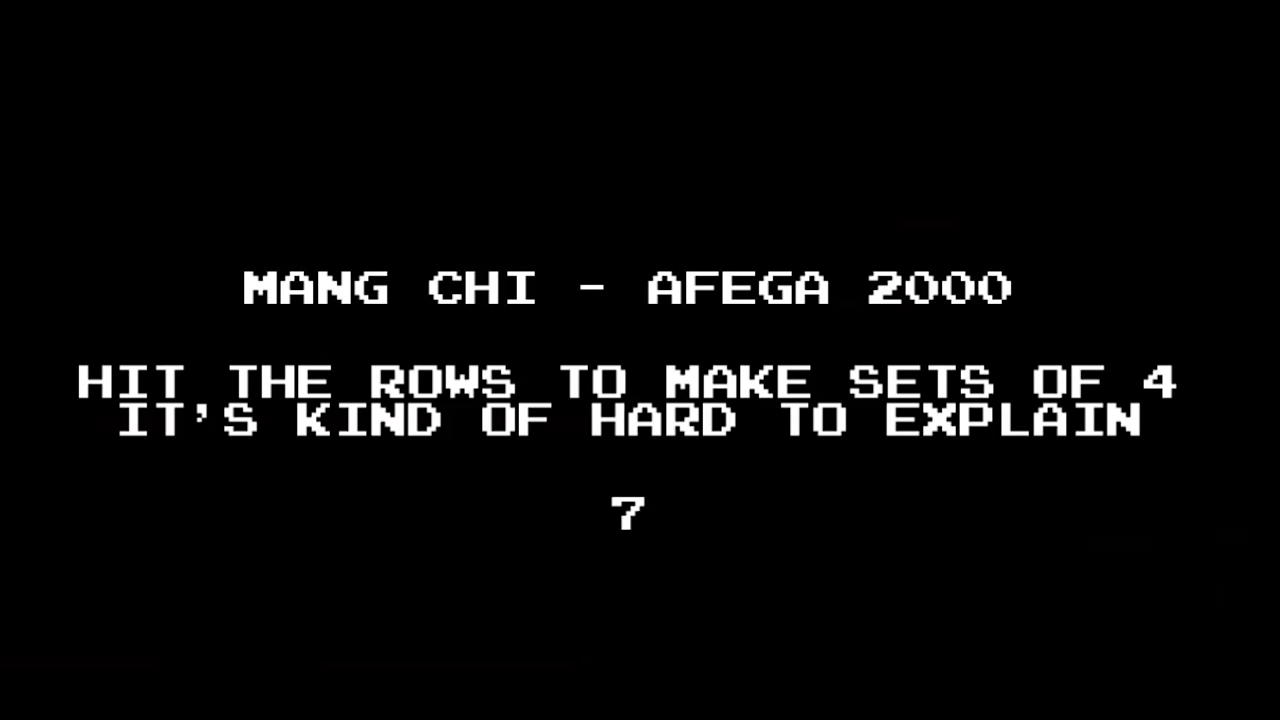 MANG CHI - AFEGA 2000
HIT THE ROWS TO MAKE SETS OF 4
IT'S KIND OF HARD TO EXPLAIN
7